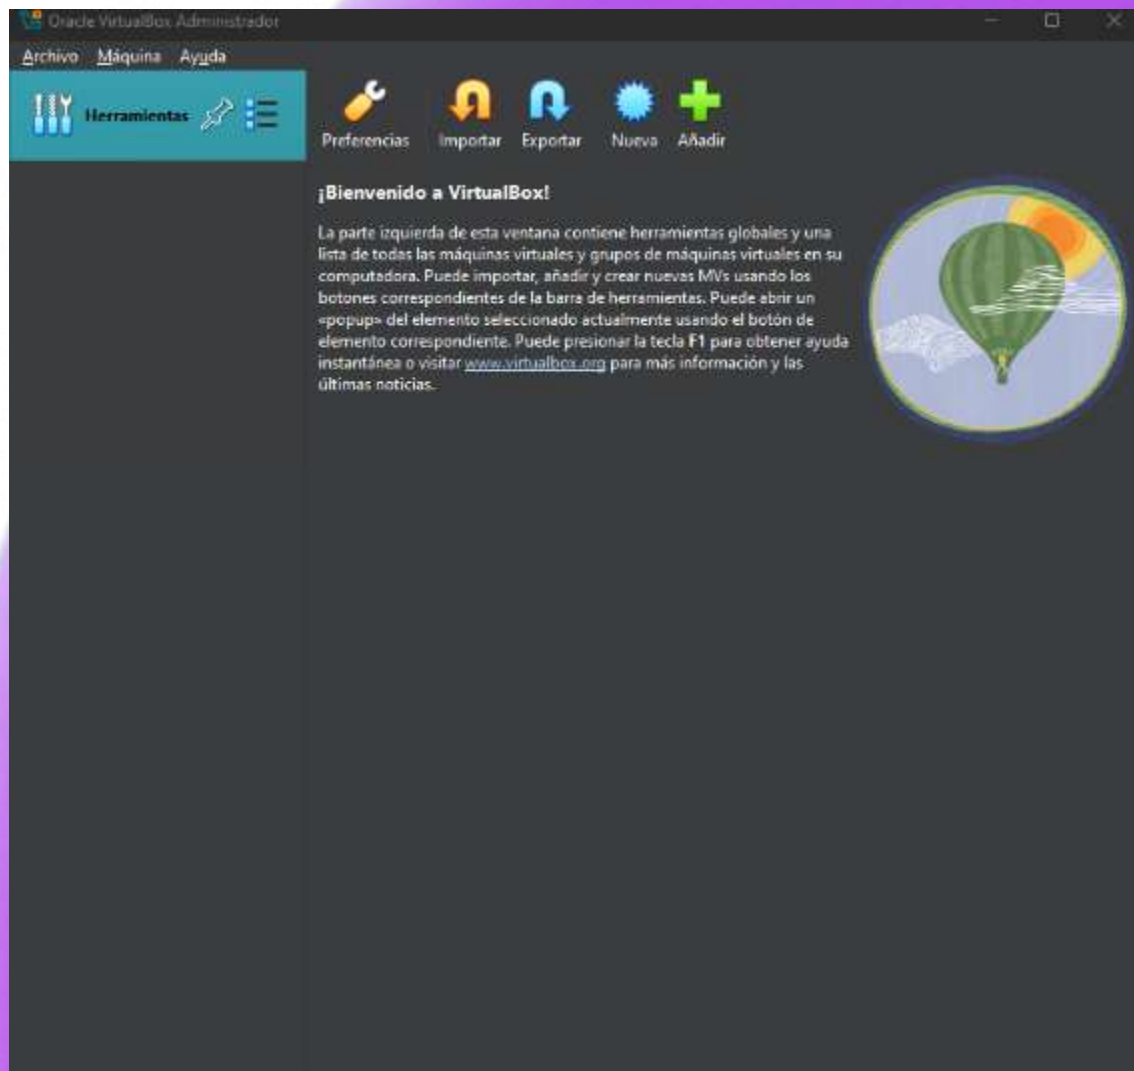 Oracle VirtualBox Administrador
Archivo Máquina Ayuda
Herramientas
Preferencias Importar Exportar Nueva Añadir
¡Bienvenido a VirtualBox!
La parte izquierda de esta ventana contiene herramientas globales y una
lista de todas las máquinas virtuales y grupos de máquinas virtuales en su
computadora. Puede importar, añadir y crear nuevas MVs usando los
botones correspondientes de la barra de herramientas. Puede abrir un
«popup» del elemento seleccionado actualmente usando el botón de
elemento correspondiente. Puede presionar la tecla F1 para obtener ayuda
instantánea o visitar www.virtualbox.org para más información y las
últimas noticias.